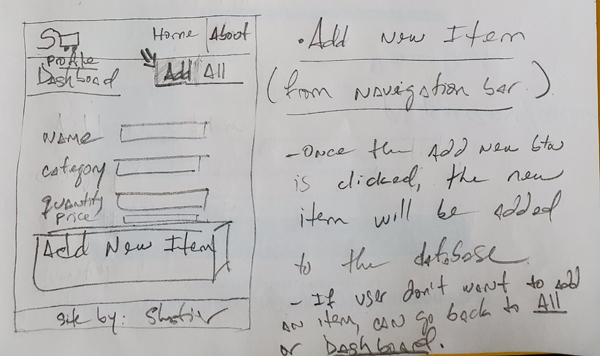 Home About
Profile
Dashboard
Add All
Name
category
quantity
Price
Add New Item
site by:
• Add New Item
(from Navigation bar)
- Once the Add New btn
is clicked, the new
item will be added
to the database.
- If user don't want to add
an item, can go back to All
or Dashboard.